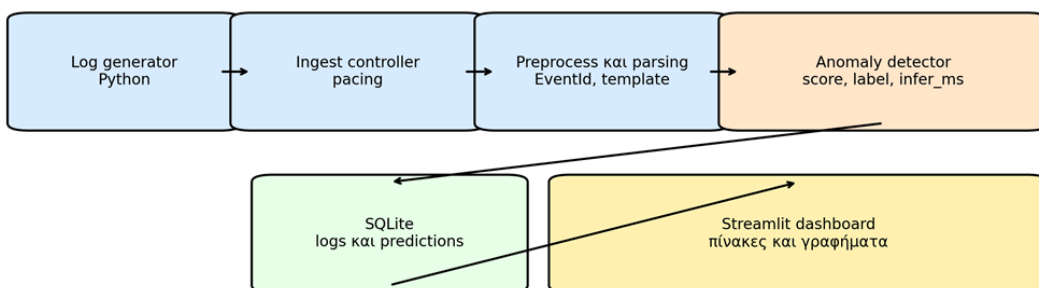 Log generator
Python
Ingest controller
pacing
Preprocess και parsing
EventId, template
Anomaly detector
score, label, infer_ms
SQLite
logs και predictions
Streamlit dashboard
πίνακες και γραφήματα